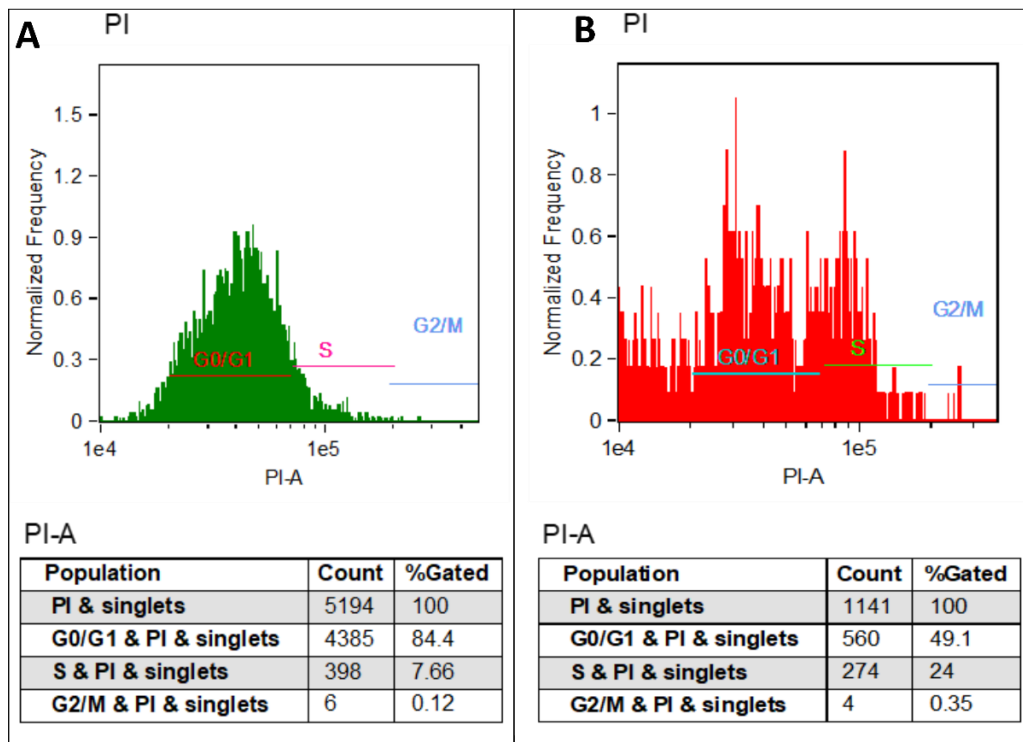 A
PI
Normalized Frequency
1.5
1.2
0.9
0.6
0.3
0
G0/G1
S
G2/M
1e4
1e5
PI-A
PI-A
Population Count %Gated
PI & singlets 5194 100
G0/G1 & PI & singlets 4385 84.4
S & PI & singlets 398 7.66
G2/M & PI & singlets 6 0.12
B
PI
Normalized Frequency
1
0.8
0.6
0.4
0.2
0
G0/G1
S
G2/M
1e4
1e5
PI-A
PI-A
Population Count %Gated
PI & singlets 1141 100
G0/G1 & PI & singlets 560 49.1
S & PI & singlets 274 24
G2/M & PI & singlets 4 0.35